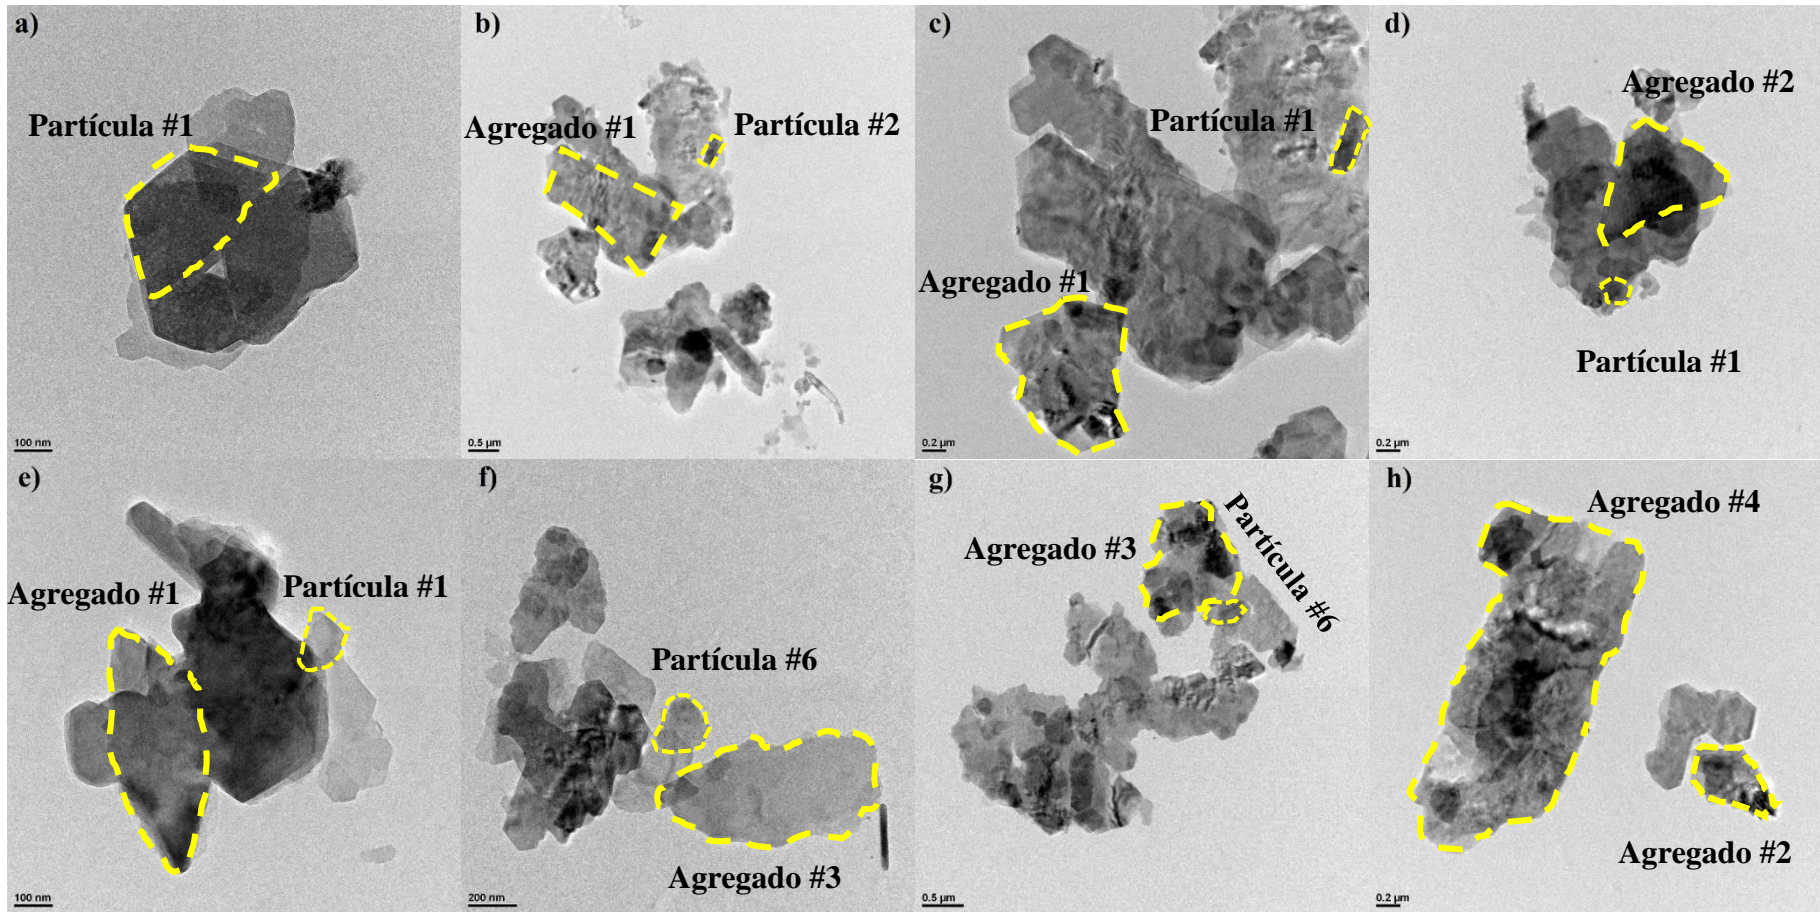 a)
Partícula #1
100 nm
b)
Agregado #1
Partícula #2
0.5 µm
c)
Partícula #1
Agregado #1
0.2 µm
d)
Agregado #2
Partícula #1
0.2 µm
e)
Agregado #1
Partícula #1
100 nm
f)
Partícula #6
Agregado #3
200 nm
g)
Agregado #3
Partícula #6
0.5 µm
h)
Agregado #4
Agregado #2
0.2 µm